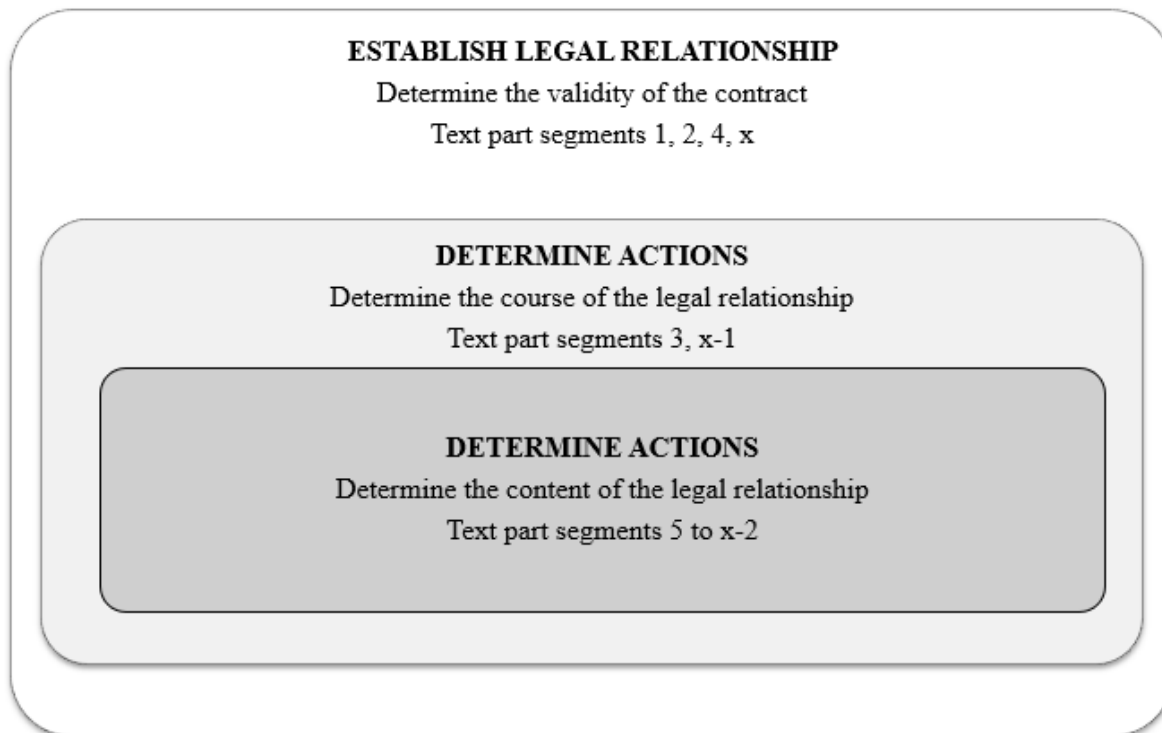 ESTABLISH LEGAL RELATIONSHIP
Determine the validity of the contract
Text part segments 1, 2, 4, x
DETERMINE ACTIONS
Determine the course of the legal relationship
Text part segments 3, x-1
DETERMINE ACTIONS
Determine the content of the legal relationship
Text part segments 5 to x-2